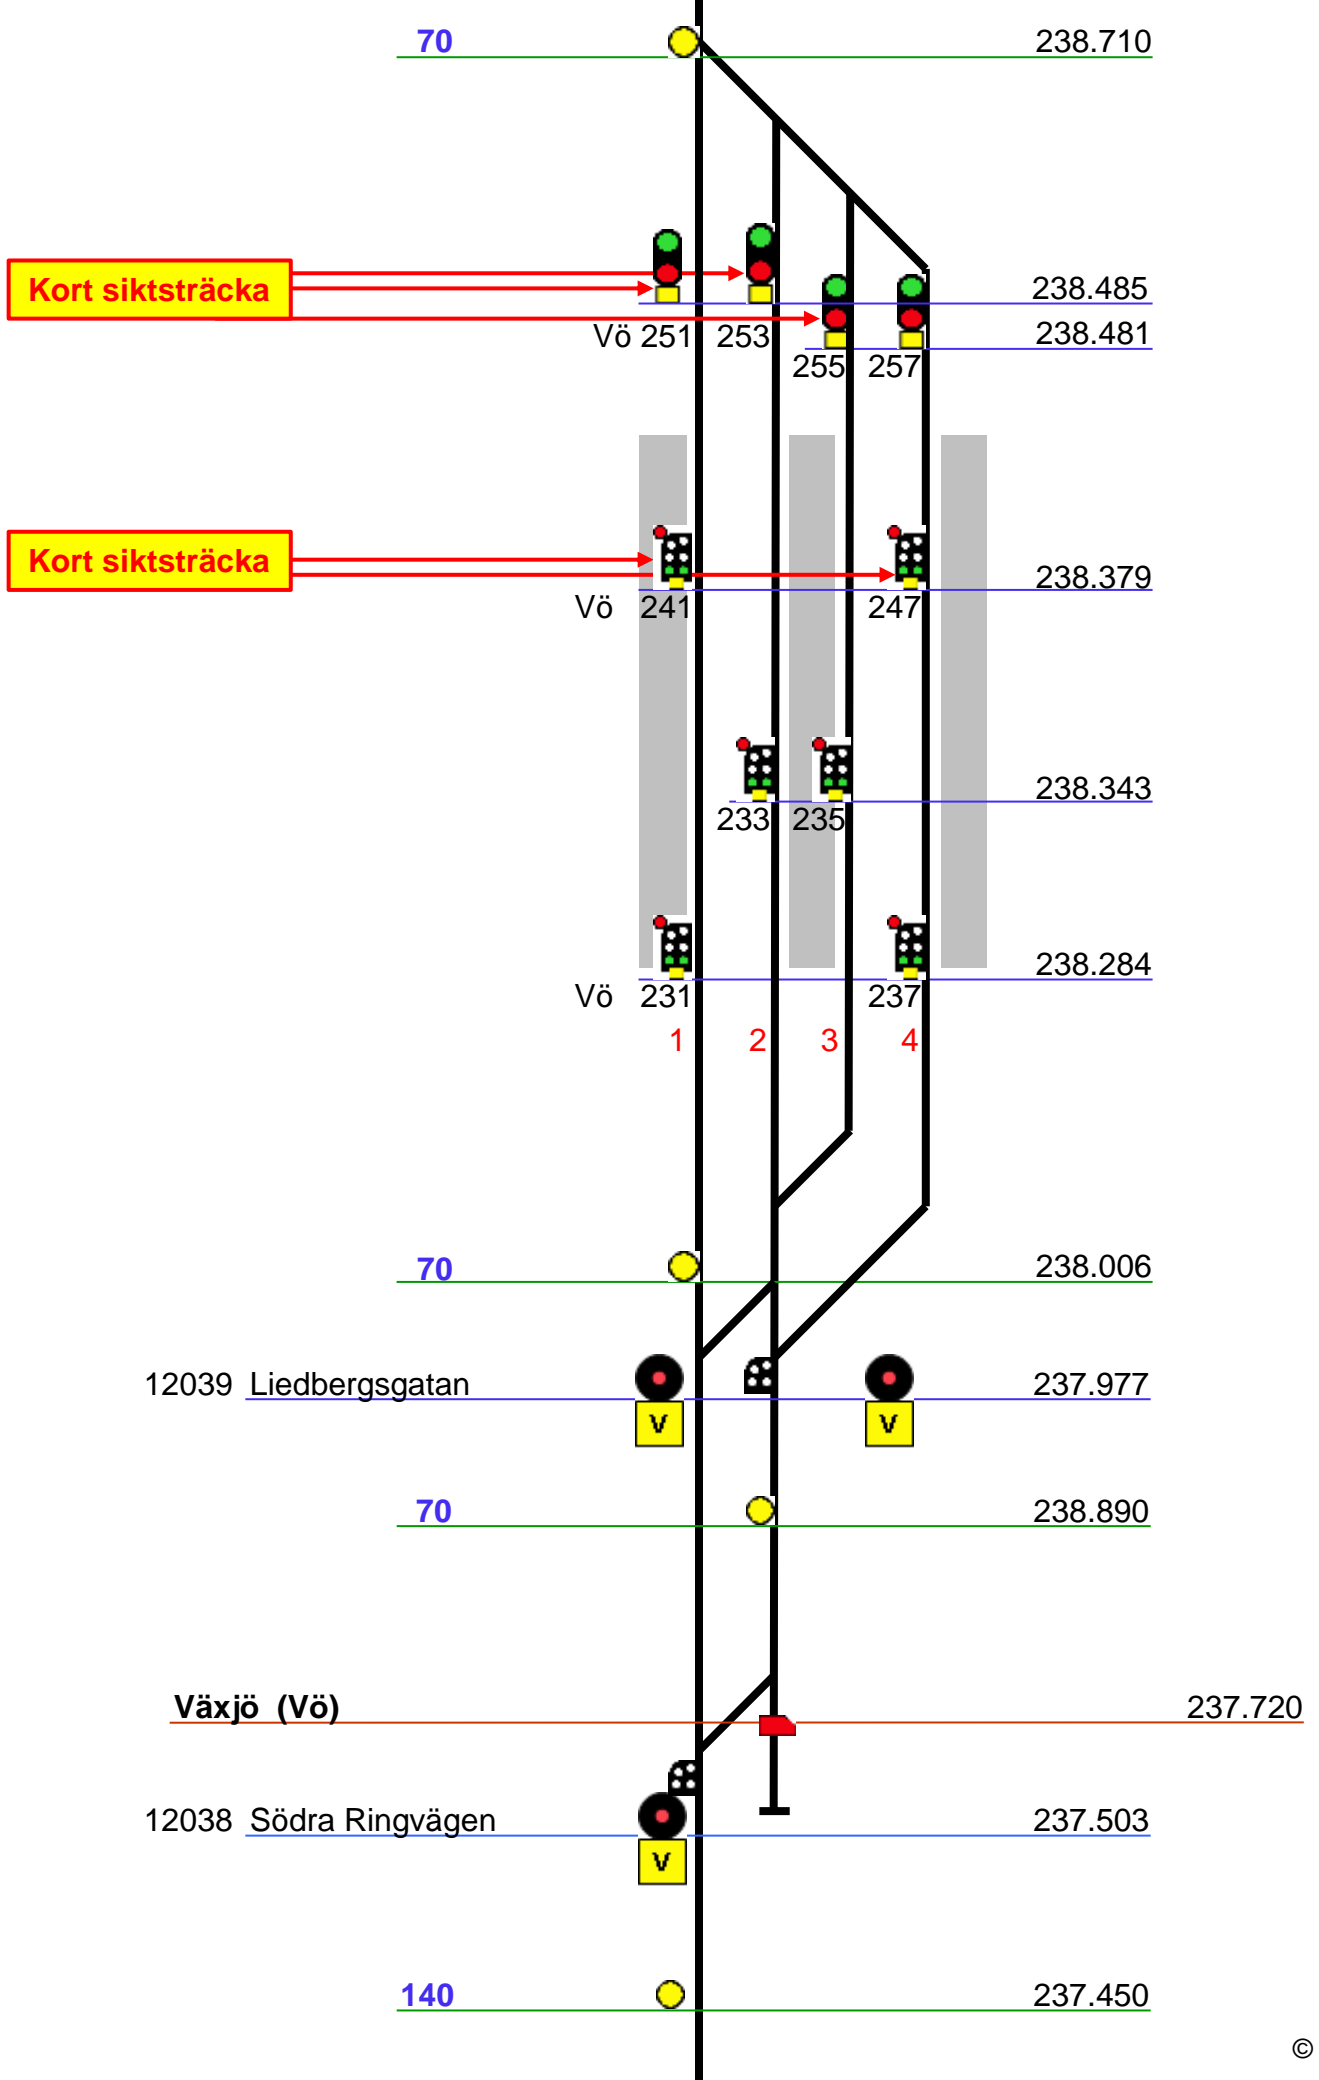 70 238.710
Kort siktsträcka 238.485
Vö 251 253 238.481
255 257
Kort siktsträcka 238.379
Vö 241 247
238.343
233 235
238.284
Vö 231 237
1 2 3 4
70 238.006
12039 Liedbergsgatan 237.977
V V
70 238.890
Växjö (Vö) 237.720
12038 Södra Ringvägen 237.503
V
140 237.450
©